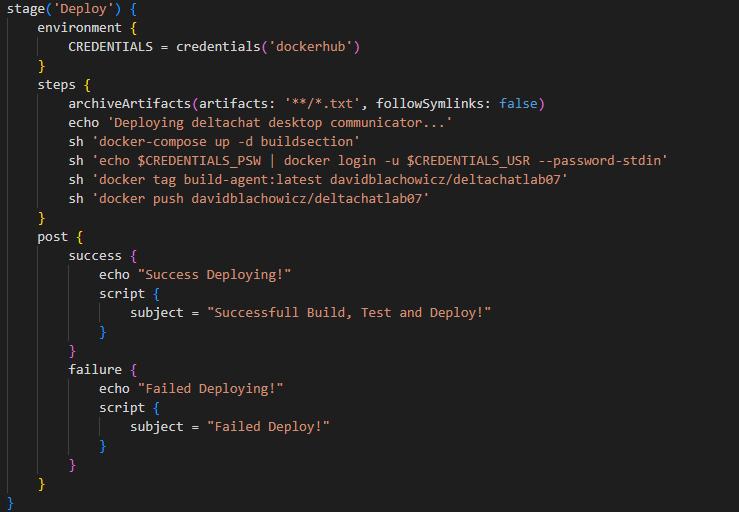 stage('Deploy') {
    environment {
        CREDENTIALS = credentials('dockerhub')
    }
    steps {
        archiveArtifacts(artifacts: '**/*.txt', followSymlinks: false)
        echo 'Deploying deltachat desktop communicator...'
        sh 'docker-compose up -d buildsection'
        sh 'echo $CREDENTIALS_PSW | docker login -u $CREDENTIALS_USR --password-stdin'
        sh 'docker tag build-agent:latest davidblachowicz/deltachatlab07'
        sh 'docker push davidblachowicz/deltachatlab07'
    }
    post {
        success {
            echo "Success Deploying!"
            script {
                subject = "Successfull Build, Test and Deploy!"
            }
        }
        failure {
            echo "Failed Deploying!"
            script {
                subject = "Failed Deploy!"
            }
        }
    }
}